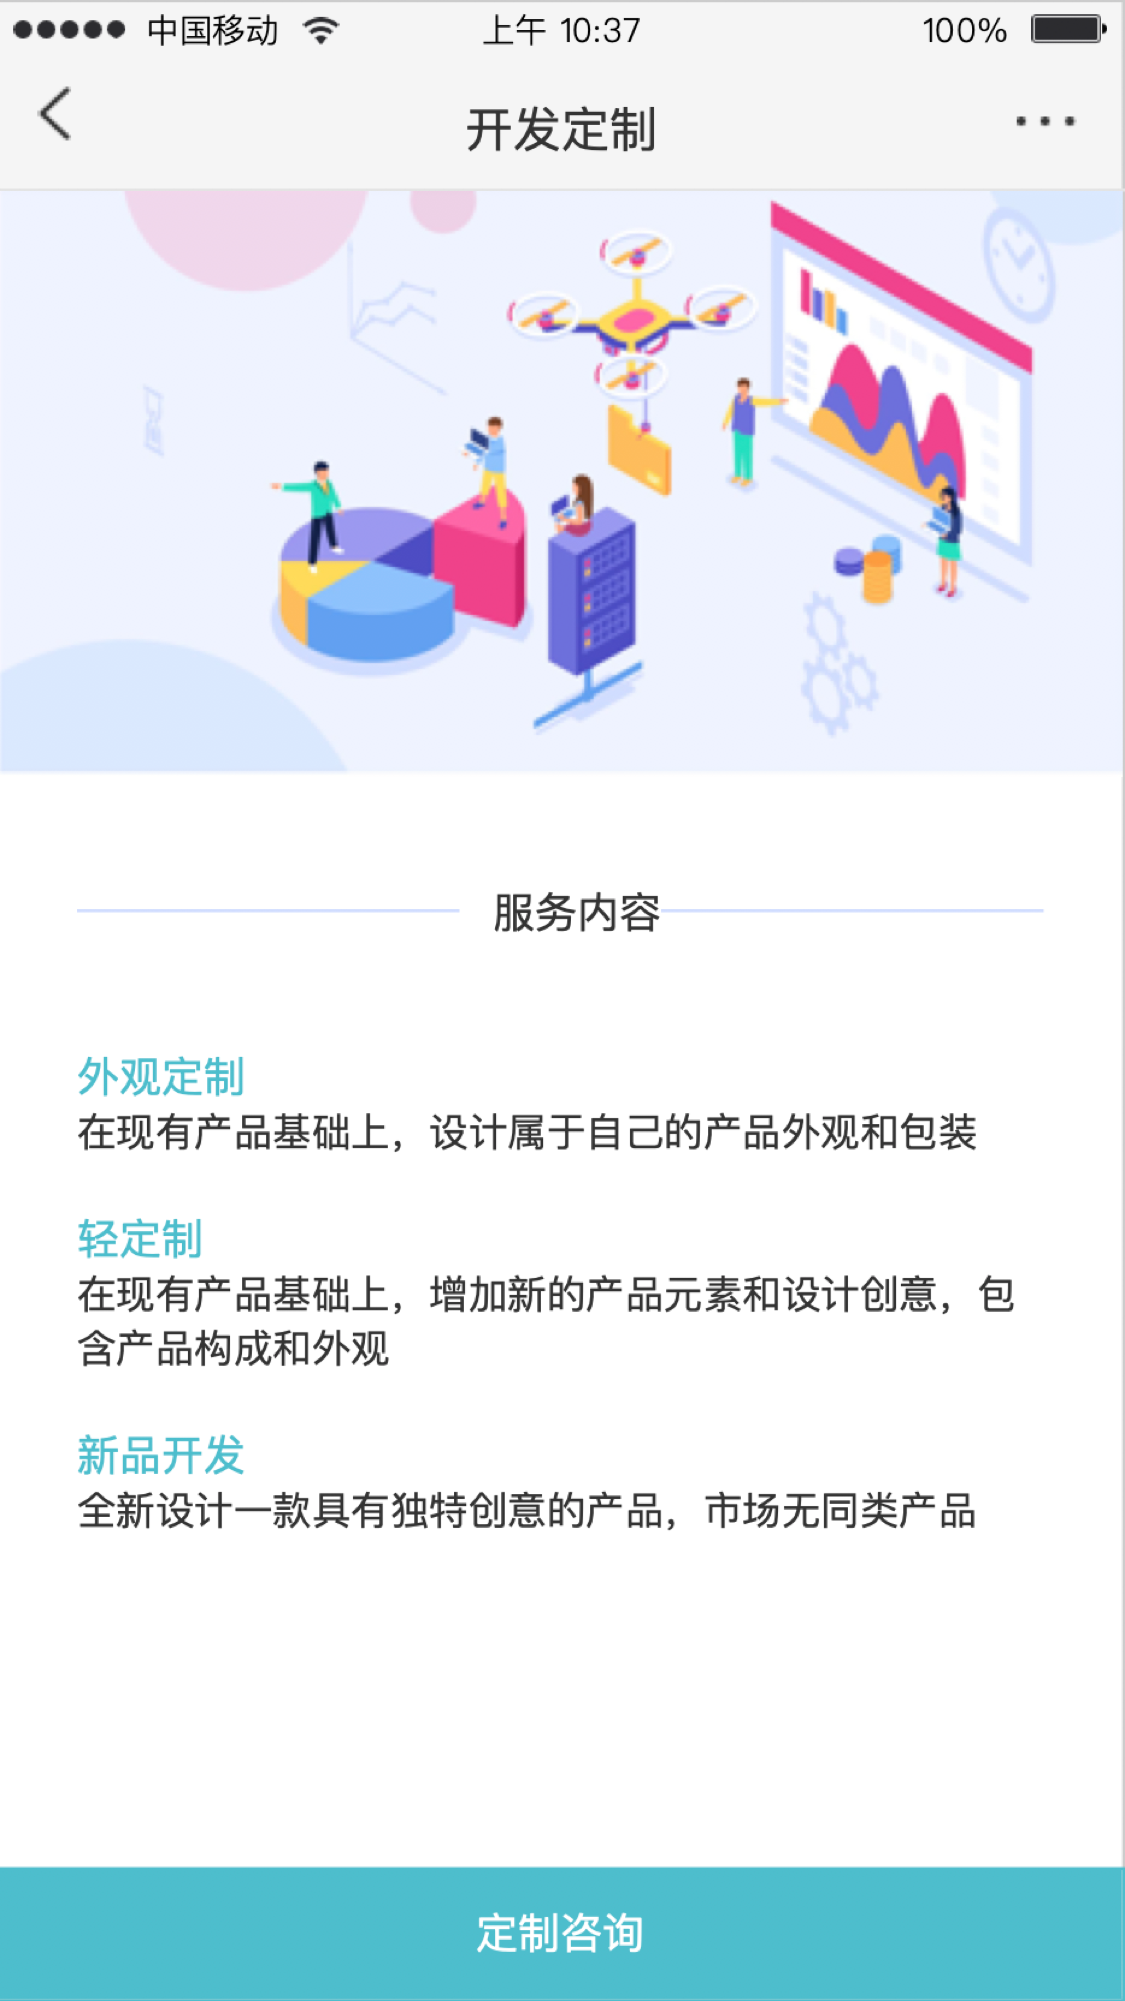 中国移动 上午 10:37 100%
开发定制
服务内容
外观定制
在现有产品基础上，设计属于自己的产品外观和包装
轻定制
在现有产品基础上，增加新的产品元素和设计创意，包
含产品构成和外观
新品开发
全新设计一款具有独特创意的产品，市场无同类产品
定制咨询